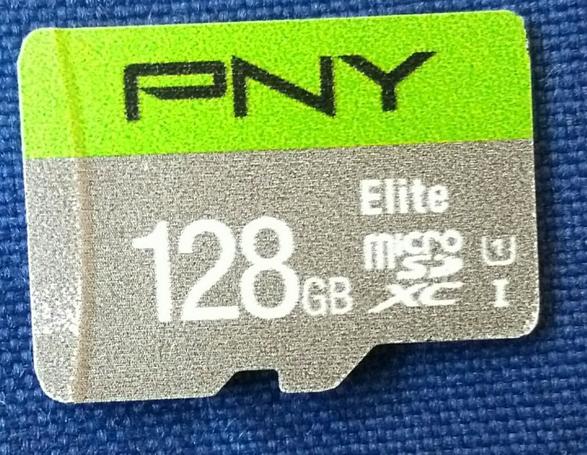 PNY
Elite
128GB
micro
SD
XC I
U1